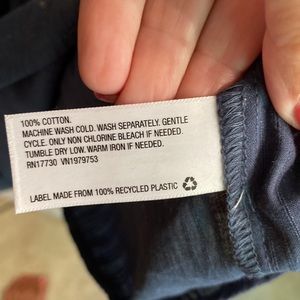 100% COTTON.
MACHINE WASH COLD. WASH SEPARATELY. GENTLE
CYCLE. ONLY NON CHLORINE BLEACH IF NEEDED.
TUMBLE DRY LOW. WARM IRON IF NEEDED.
RN17730 VN1979753
LABEL MADE FROM 100% RECYCLED PLASTIC